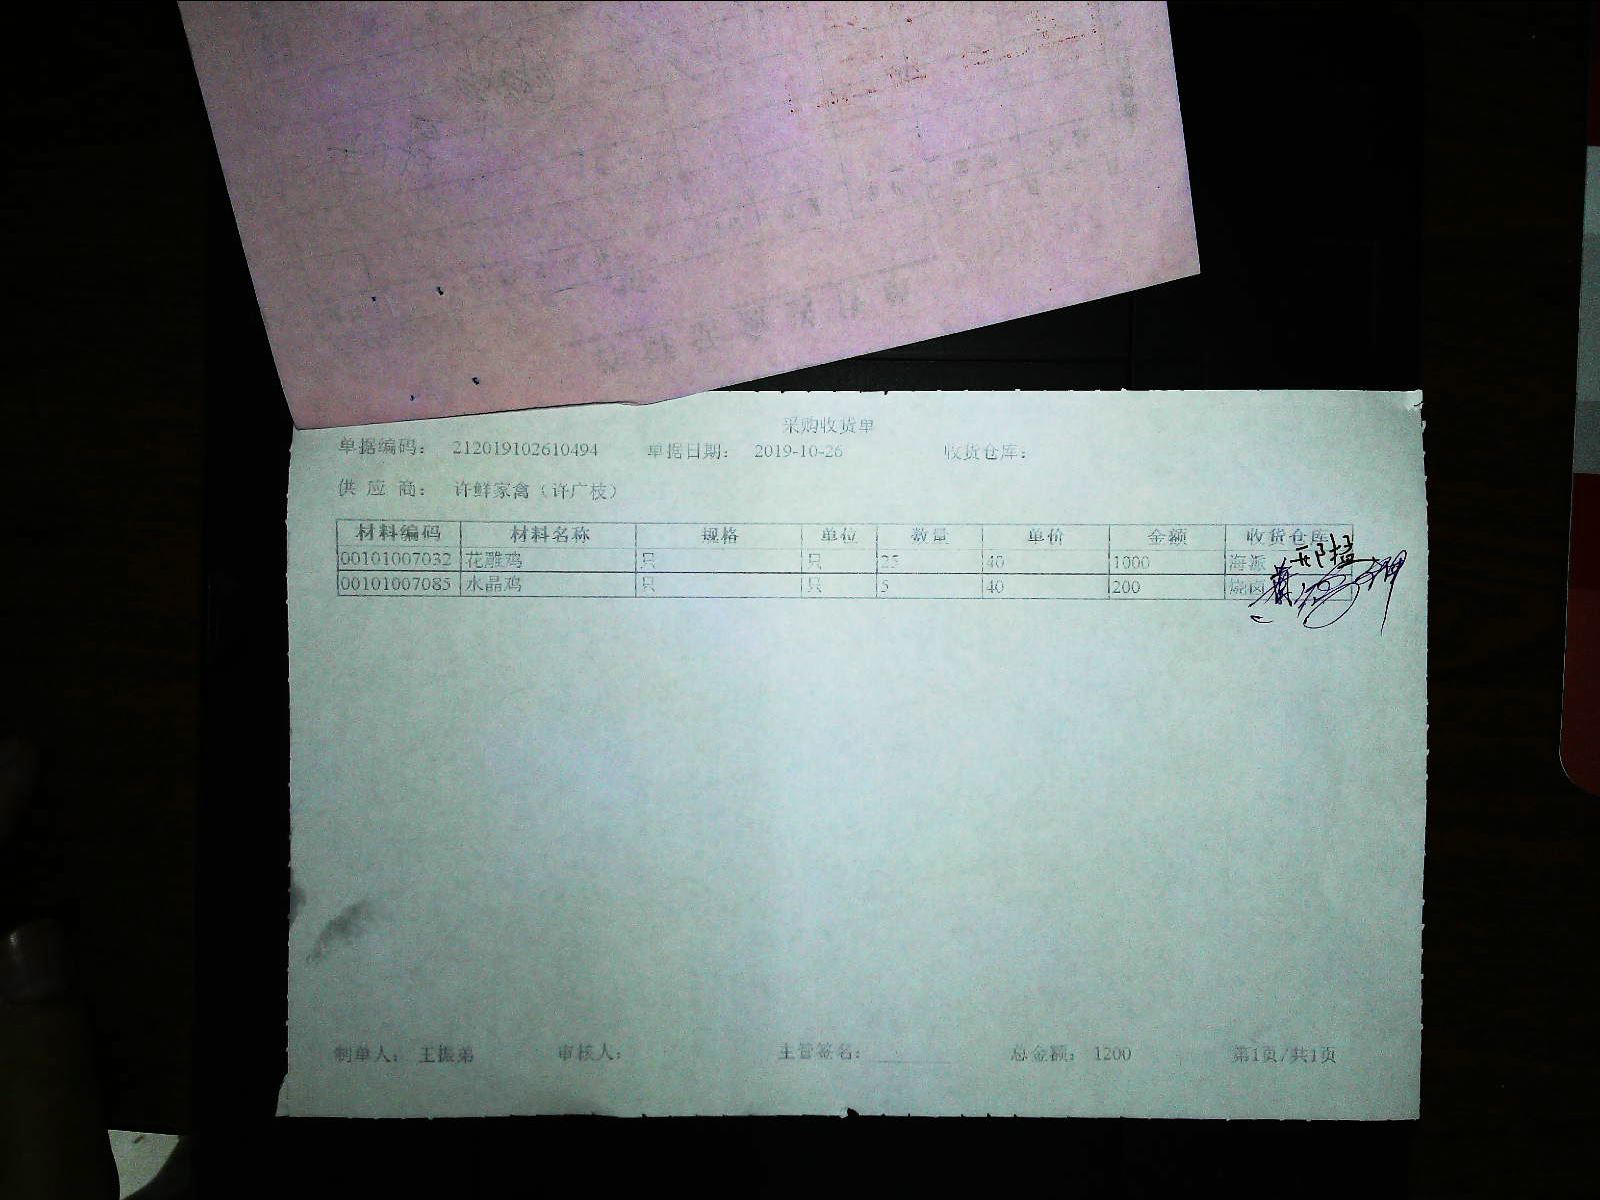 采购收货单
单据编码： 212019102610494 单据日期： 2019-10-26 收货仓库：
供 应 商： 许鲜家禽（许广枝）
材料编码 材料名称 规格 单位 数量 单价 金额 收货仓库
00101007032 花雕鸡 只 只 25 40 1000 海派
00101007085 水晶鸡 只 只 5 40 200 烧卤
制单人： 王振弟 审核人： 主管签名： 总金额： 1200 第1页/共1页